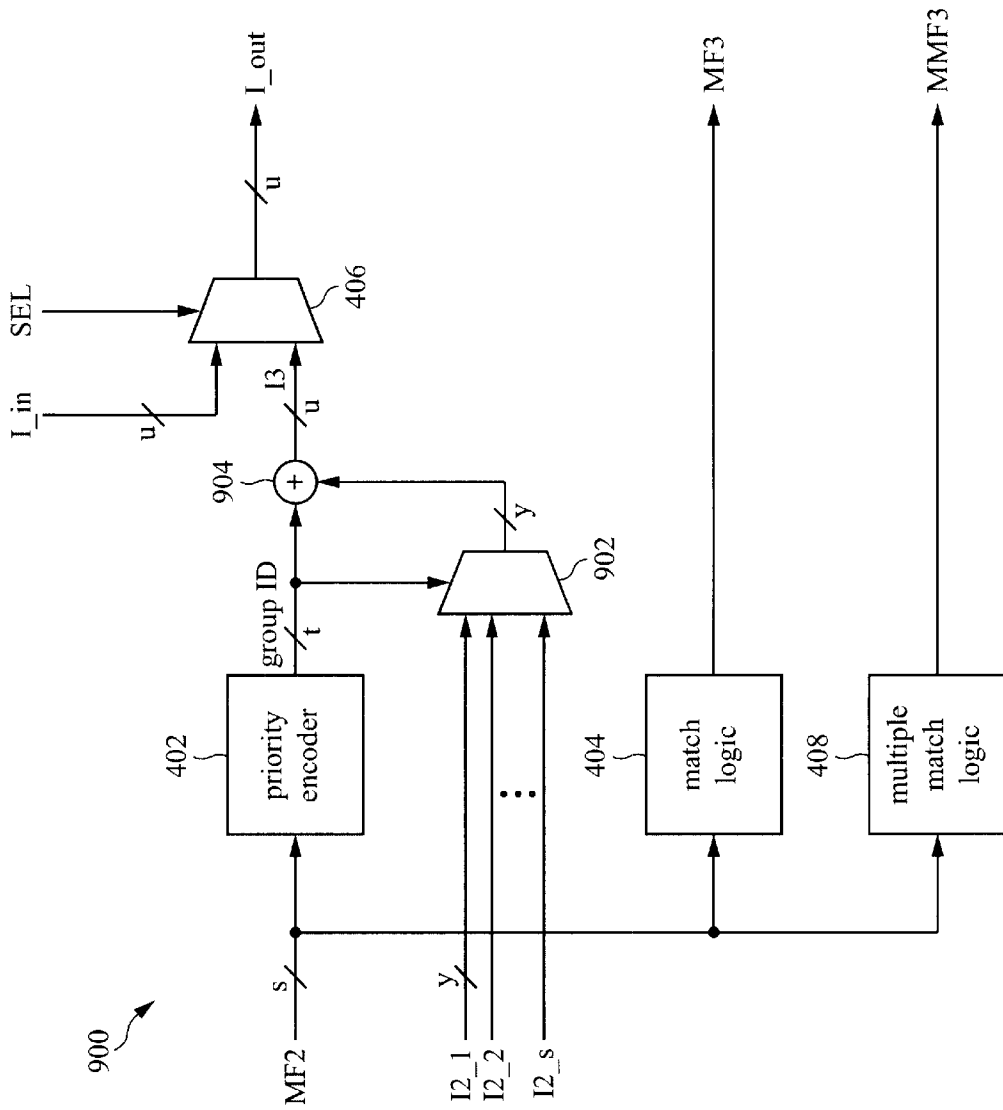 900
SEL
I_in
u
I_out
u
406
I3
u
904
+
group ID
t
402
priority
encoder
MF2
s
y
902
I2_1
y
I2_2
I2_s
404
match
logic
MF3
408
multiple
match
logic
MMF3